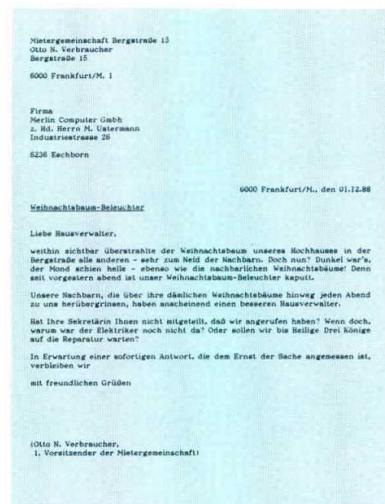 Mietergemeinschaft Bergstraße 15
Otto N. Verbraucher
Bergstraße 15
6000 Frankfurt/M. 1
Firma
Merlin Computer Gmbh
z. Hd. Herrn M. Ustermann
Industriestrasse 26
6236 Eschborn
6000 Frankfurt/M., den 01.12.88
Weihnachtsbaum-Beleuchter
Liebe Hausverwalter,
weithin sichtbar überstrahlte der Weihnachtsbaum unseres Hochhauses in der
Bergstraße alle anderen - sehr zum Neid der Nachbarn. Doch nun? Dunkel war's,
der Mond schien helle - ebenso wie die nachbarlichen Weihnachtsbäume! Denn
seit vorgestern abend ist unser Weihnachtsbaum-Beleuchter kaputt.
Unsere Nachbarn, die über ihre dämlichen Weihnachtsbäume hinweg jeden Abend
zu uns herübergrinsen, haben anscheinend einen besseren Hausverwalter.
Hat Ihre Sekretärin Ihnen nicht mitgeteilt, daß wir angerufen haben? Wenn doch,
warum war der Elektriker noch nicht da? Oder sollen wir bis Heilige Drei Könige
auf die Reparatur warten?
In Erwartung einer sofortigen Antwort, die dem Ernst der Sache angemessen ist,
verbleiben wir
mit freundlichen Grüßen
(Otto N. Verbraucher,
1. Vorsitzender der Mietergemeinschaft)